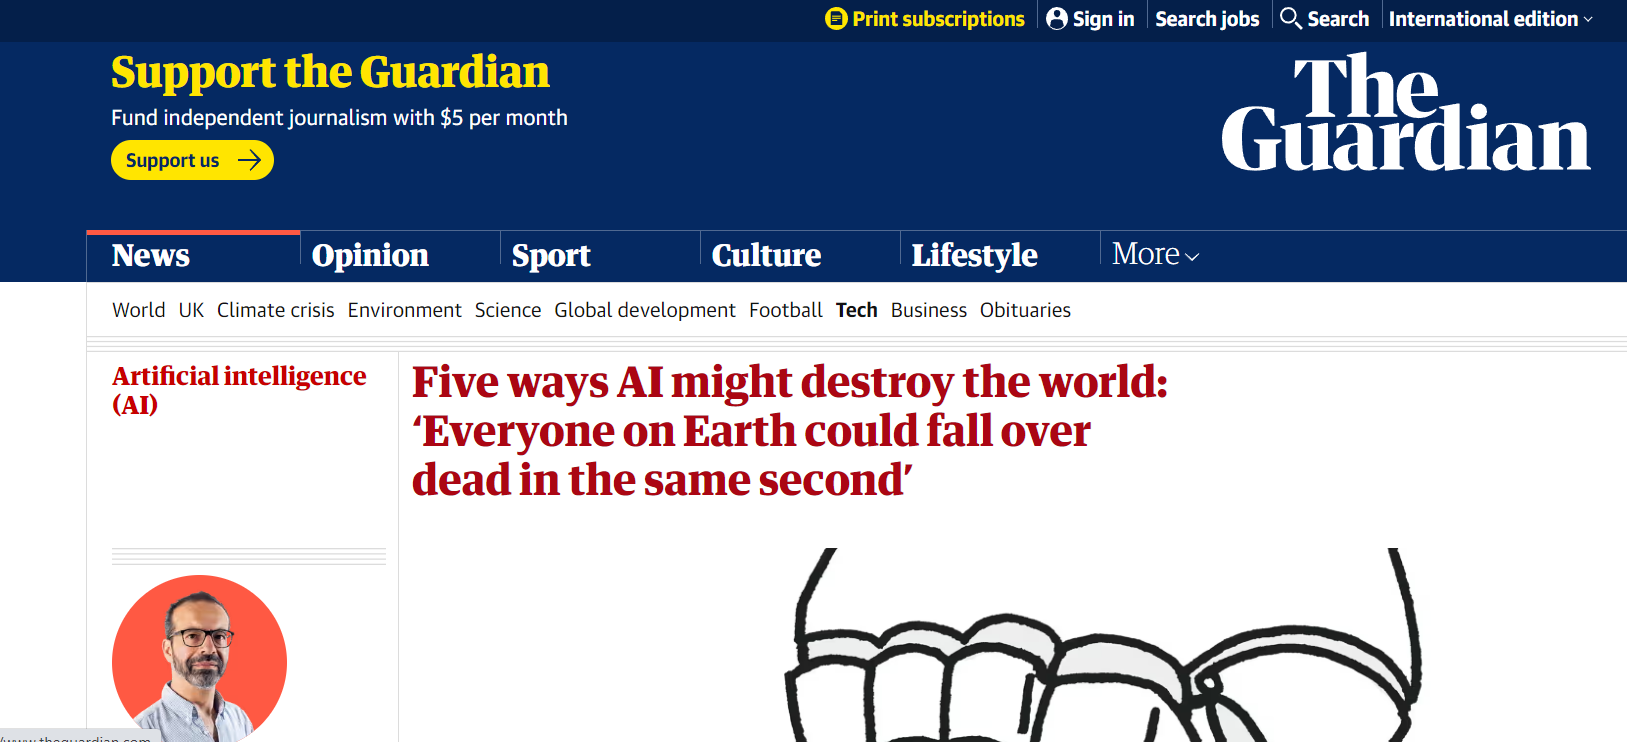 Print subscriptions
Sign in
Search jobs
Search
International edition
Support the Guardian
Fund independent journalism with $5 per month
Support us
The
Guardian
News
Opinion
Sport
Culture
Lifestyle
More
World
UK
Climate crisis
Environment
Science
Global development
Football
Tech
Business
Obituaries
Artificial intelligence
(AI)
Five ways AI might destroy the world:
‘Everyone on Earth could fall over
dead in the same second’
/www.theguardian.com